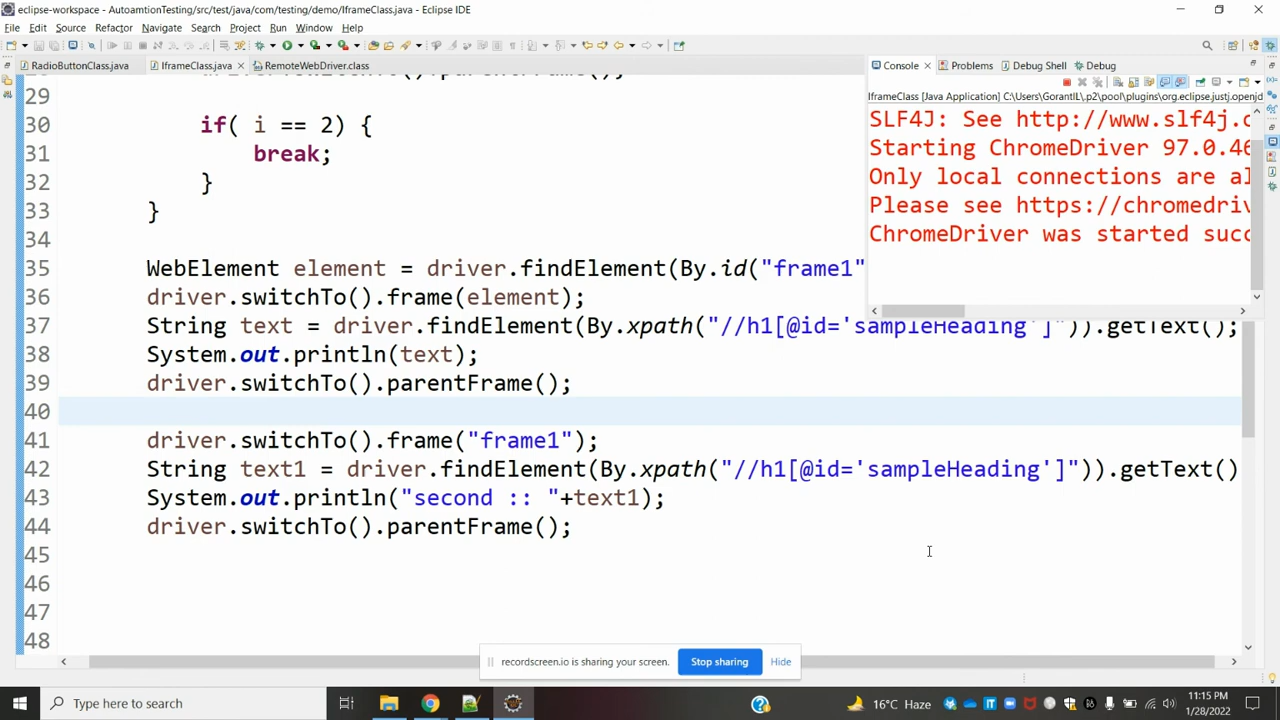 eclipse-workspace - AutoamtionTesting/src/test/java/com/testing/demo/IframeClass.java - Eclipse IDE
File Edit Source Refactor Navigate Search Project Run Window Help
RadioButtonClass.java IframeClass.java RemoteWebDriver.class
Console Problems Debug Shell Debug
IframeClass [Java Application] C:\Users\GorantlL\.p2\pool\plugins\org.eclipse.justj.openjd
SLF4J: See http://www.slf4j.o
Starting ChromeDriver 97.0.46
Only local connections are al
Please see https://chromedriv
ChromeDriver was started succ
29
30 if( i == 2) {
31 break;
32 }
33 }
34
35 WebElement element = driver.findElement(By.id("frame1"
36 driver.switchTo().frame(element);
37 String text = driver.findElement(By.xpath("//h1[@id='sampleHeading']")).getText();
38 System.out.println(text);
39 driver.switchTo().parentFrame();
40
41 driver.switchTo().frame("frame1");
42 String text1 = driver.findElement(By.xpath("//h1[@id='sampleHeading']")).getText()
43 System.out.println("second :: "+text1);
44 driver.switchTo().parentFrame();
45
46
47
48
recordscreen.io is sharing your screen. Stop sharing Hide
Type here to search
16°C Haze
11:15 PM
1/28/2022